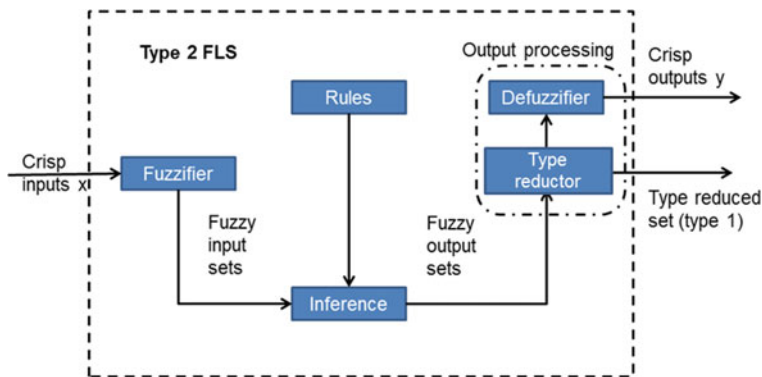 Type 2 FLS
Output processing
Crisp
outputs y
Rules
Defuzzifier
Crisp
inputs x
Fuzzifier
Type
reductor
Type reduced
set (type 1)
Fuzzy
input
sets
Fuzzy
output
sets
Inference